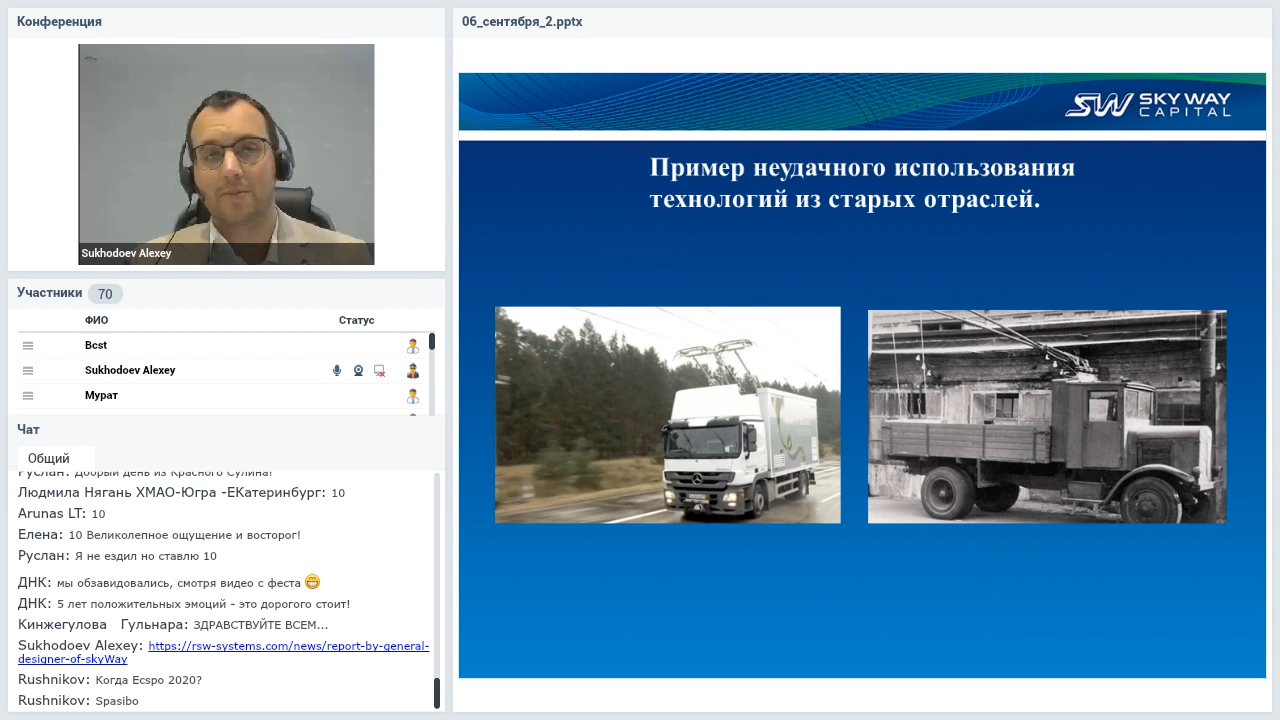 Конференция
Sukhodoev Alexey
Участники 70
ФИО Статус
Bcst
Sukhodoev Alexey
Мурат
Чат
Общий
Руслан: Добрый день из Красного Сулина!
Людмила Нягань ХМАО-Югра -ЕКатеринбург: 10
Arunas LT: 10
Елена: 10 Великолепное ощущение и восторог!
Руслан: Я не ездил но ставлю 10
ДНК: мы обзавидовались, смотря видео с феста
ДНК: 5 лет положительных эмоций - это дорогого стоит!
Кинжегулова Гульнара: ЗДРАВСТВУЙТЕ ВСЕМ...
Sukhodoev Alexey: https://rsw-systems.com/news/report-by-general-
designer-of-skyWay
Rushnikov: Когда Ecspo 2020?
Rushnikov: Spasibo
06_сентября_2.pptx
SW SKY WAY
CAPITAL
Пример неудачного использования
технологий из старых отраслей.